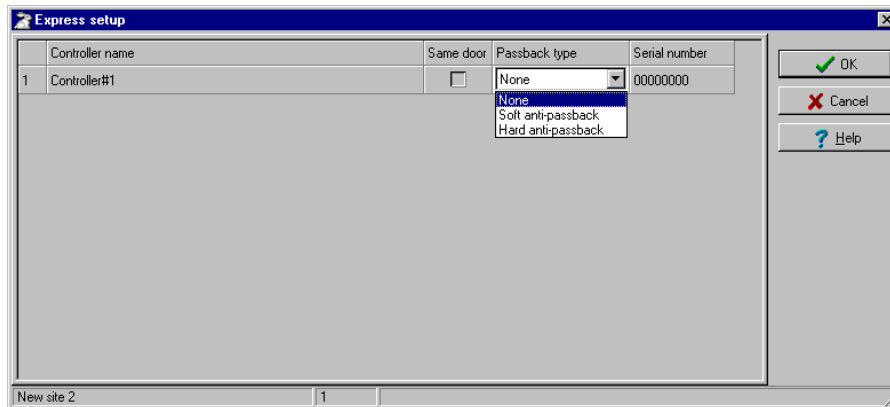 Express setup
Controller name Same door Passback type Serial number
1 Controller#1 None 00000000
None
Soft anti-passback
Hard anti-passback
OK
Cancel
Help
New site 2 1